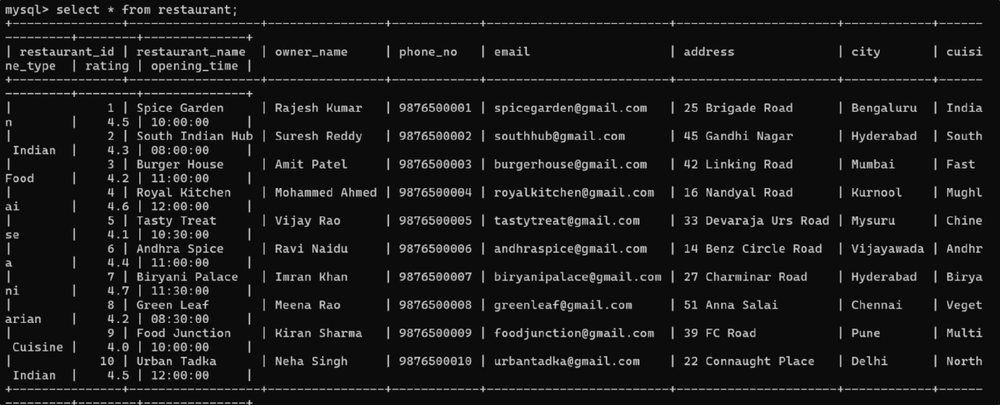 mysql> select * from restaurant;
+---------------+------------------+----------------+------------+-------------------------+----------------------+------------+------
---------+--------+--------------+
| restaurant_id | restaurant_name  | owner_name     | phone_no   | email                   | address              | city       | cuisi
ne_type  | rating | opening_time |
+---------------+------------------+----------------+------------+-------------------------+----------------------+------------+------
---------+--------+--------------+
|             1 | Spice Garden     | Rajesh Kumar   | 9876500001 | spicegarden@gmail.com   | 25 Brigade Road      | Bengaluru  | India
n        |    4.5 | 10:00:00     |
|             2 | South Indian Hub | Suresh Reddy   | 9876500002 | southhub@gmail.com      | 45 Gandhi Nagar      | Hyderabad  | South
 Indian  |    4.3 | 08:00:00     |
|             3 | Burger House     | Amit Patel     | 9876500003 | burgerhouse@gmail.com   | 42 Linking Road      | Mumbai     | Fast
Food     |    4.2 | 11:00:00     |
|             4 | Royal Kitchen    | Mohammed Ahmed | 9876500004 | royalkitchen@gmail.com  | 16 Nandyal Road      | Kurnool    | Mughl
ai       |    4.6 | 12:00:00     |
|             5 | Tasty Treat      | Vijay Rao      | 9876500005 | tastytreat@gmail.com    | 33 Devaraja Urs Road | Mysuru     | Chine
se       |    4.1 | 10:30:00     |
|             6 | Andhra Spice     | Ravi Naidu     | 9876500006 | andhraspice@gmail.com   | 14 Benz Circle Road  | Vijayawada | Andhr
a        |    4.4 | 11:00:00     |
|             7 | Biryani Palace   | Imran Khan     | 9876500007 | biryanipalace@gmail.com | 27 Charminar Road    | Hyderabad  | Birya
ni       |    4.7 | 11:30:00     |
|             8 | Green Leaf       | Meena Rao      | 9876500008 | greenleaf@gmail.com     | 51 Anna Salai        | Chennai    | Veget
arian    |    4.2 | 08:30:00     |
|             9 | Food Junction    | Kiran Sharma   | 9876500009 | foodjunction@gmail.com  | 39 FC Road           | Pune       | Multi
 Cuisine |    4.0 | 10:00:00     |
|            10 | Urban Tadka      | Neha Singh     | 9876500010 | urbantadka@gmail.com    | 22 Connaught Place   | Delhi      | North
 Indian  |    4.5 | 12:00:00     |
+---------------+------------------+----------------+------------+-------------------------+----------------------+------------+------
---------+--------+--------------+